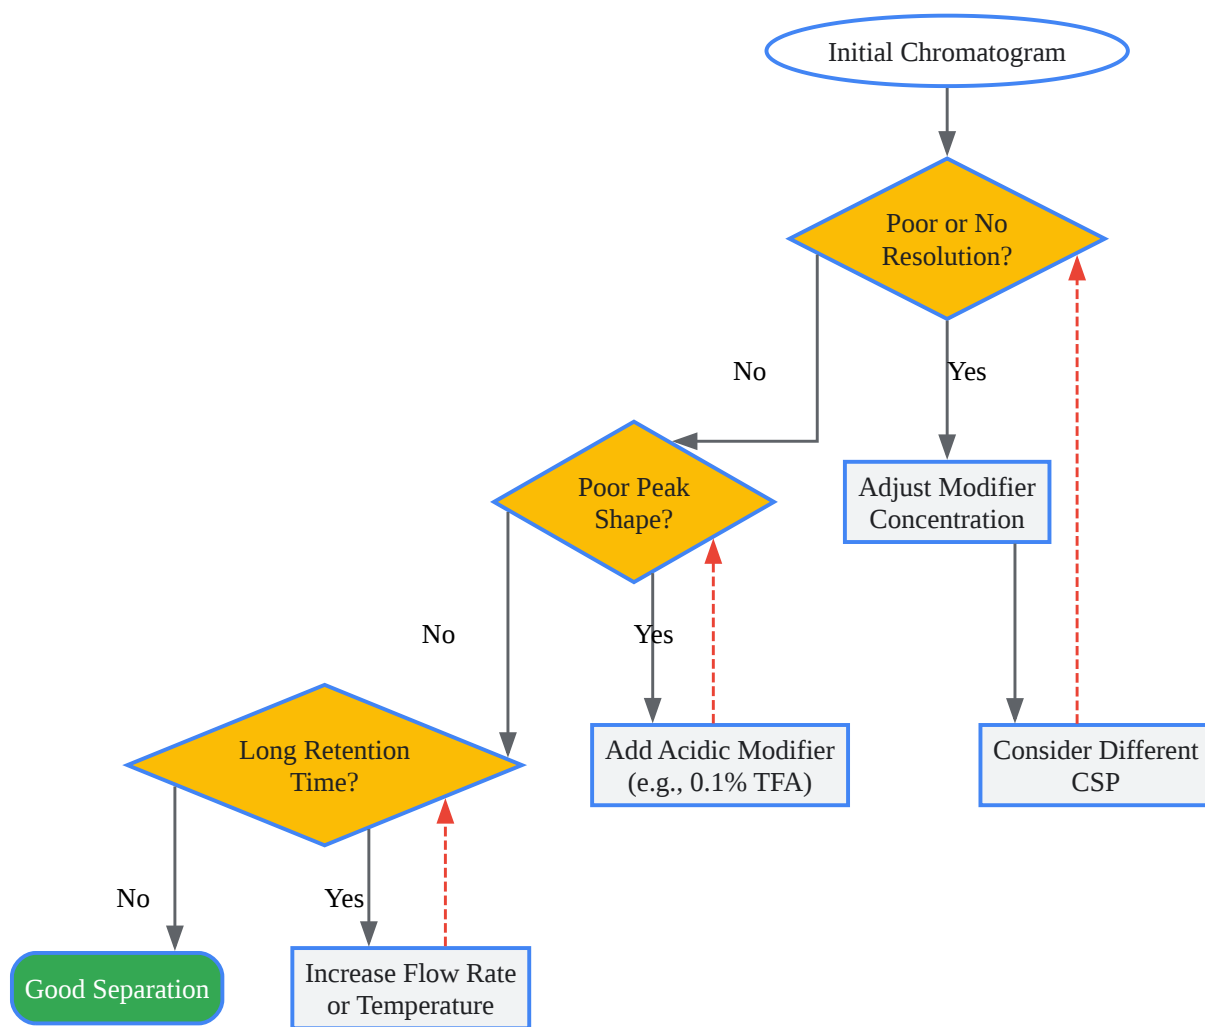 Initial Chromatogram
Poor or No
Resolution?
No
Yes
Poor Peak
Shape?
Adjust Modifier
Concentration
No
Yes
Long Retention
Time?
Add Acidic Modifier
(e.g., 0.1% TFA)
Consider Different
CSP
No
Yes
Good Separation
Increase Flow Rate
or Temperature